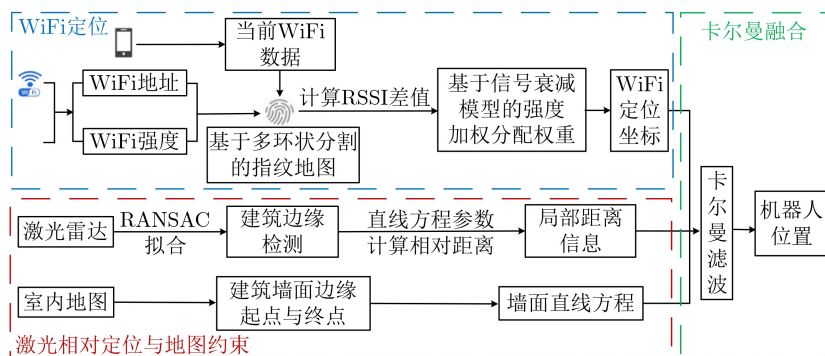 WiFi定位
卡尔曼融合
当前WiFi
数据
WiFi
WiFi地址
WiFi强度
计算RSSI差值
基于多环状分割
的指纹地图
基于信号衰减
模型的强度
加权分配权重
WiFi
定位
坐标
激光雷达
RANSAC
拟合
建筑边缘
检测
直线方程参数
计算相对距离
局部距离
信息
卡尔曼滤波
机器人
位置
室内地图
建筑墙面边缘
起点与终点
墙面直线方程
激光相对定位与地图约束